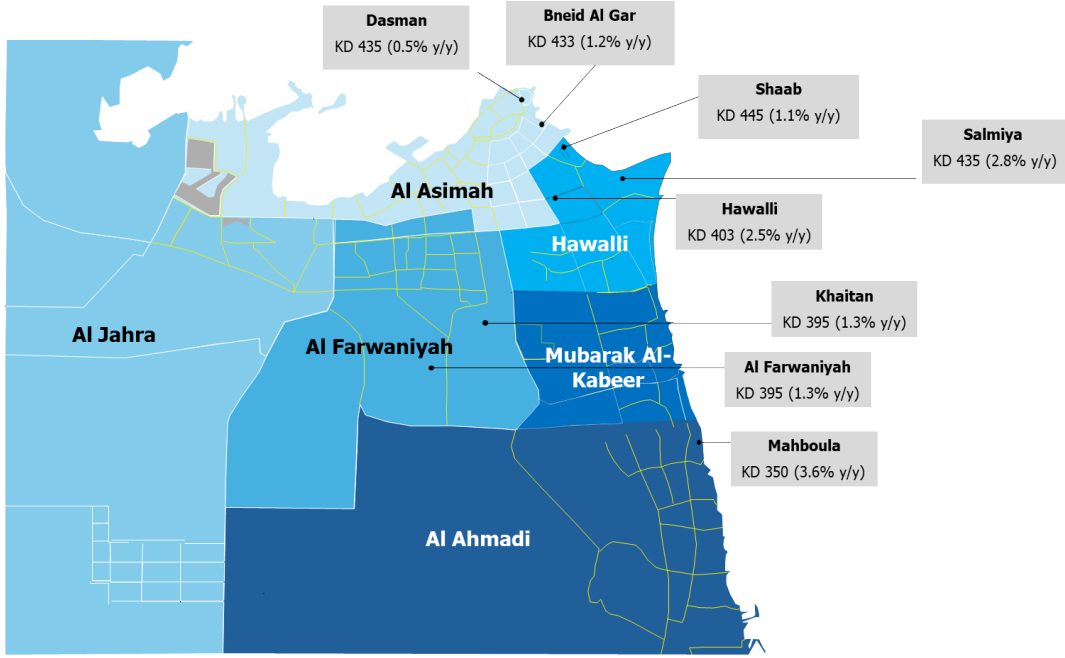 Dasman
KD 435 (0.5% y/y)
Bneid Al Gar
KD 433 (1.2% y/y)
Shaab
KD 445 (1.1% y/y)
Salmiya
KD 435 (2.8% y/y)
Al Asimah
Hawalli
KD 403 (2.5% y/y)
Hawalli
Khaitan
KD 395 (1.3% y/y)
Al Jahra
Al Farwaniyah
Mubarak Al-
Kabeer
Al Farwaniyah
KD 395 (1.3% y/y)
Mahboula
KD 350 (3.6% y/y)
Al Ahmadi